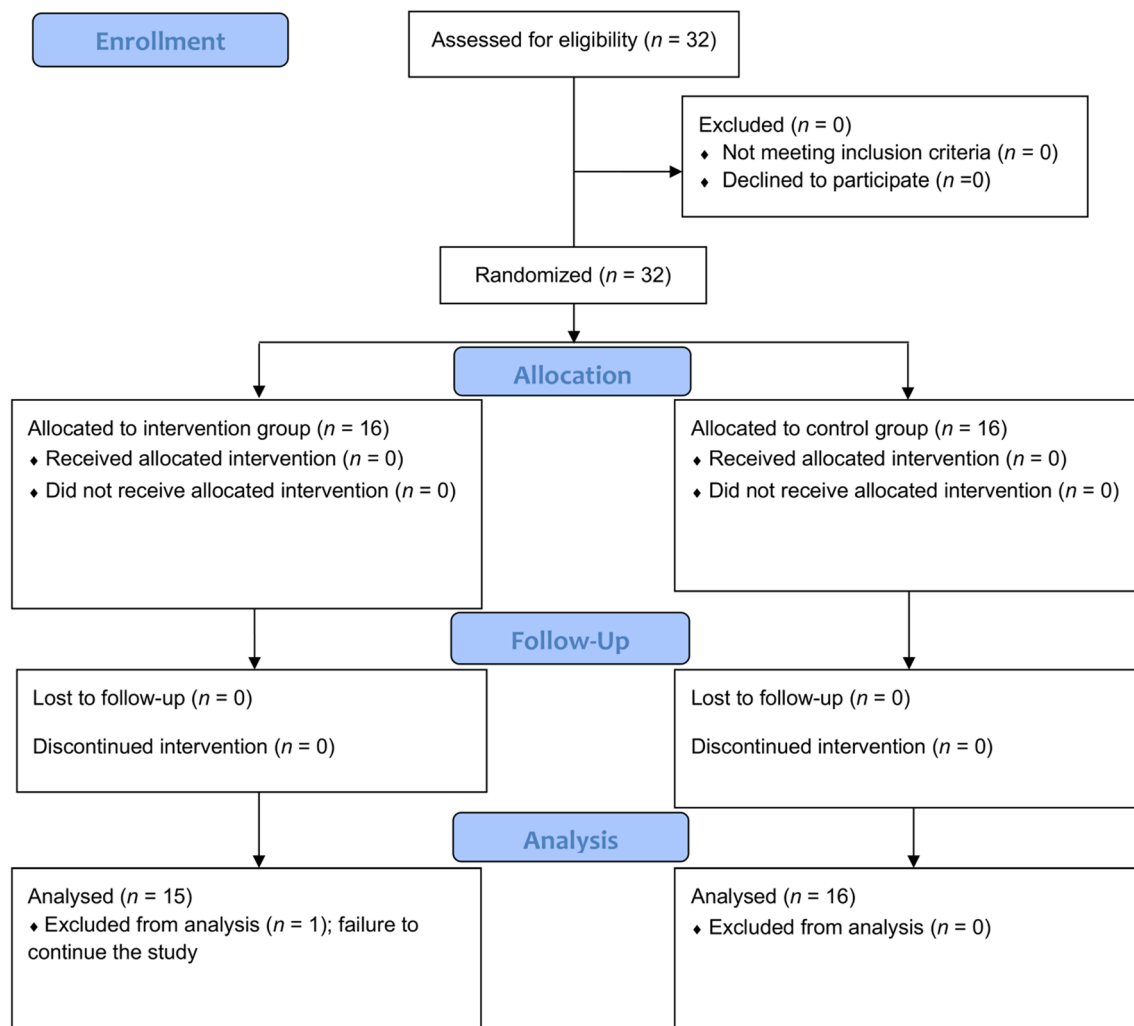 Enrollment
Assessed for eligibility (n = 32)
Excluded (n = 0)
♦ Not meeting inclusion criteria (n = 0)
♦ Declined to participate (n =0)
Randomized (n = 32)
Allocation
Allocated to intervention group (n = 16)
♦ Received allocated intervention (n = 0)
♦ Did not receive allocated intervention (n = 0)
Allocated to control group (n = 16)
♦ Received allocated intervention (n = 0)
♦ Did not receive allocated intervention (n = 0)
Follow-Up
Lost to follow-up (n = 0)
Discontinued intervention (n = 0)
Lost to follow-up (n = 0)
Discontinued intervention (n = 0)
Analysis
Analysed (n = 15)
♦ Excluded from analysis (n = 1); failure to
continue the study
Analysed (n = 16)
♦ Excluded from analysis (n = 0)